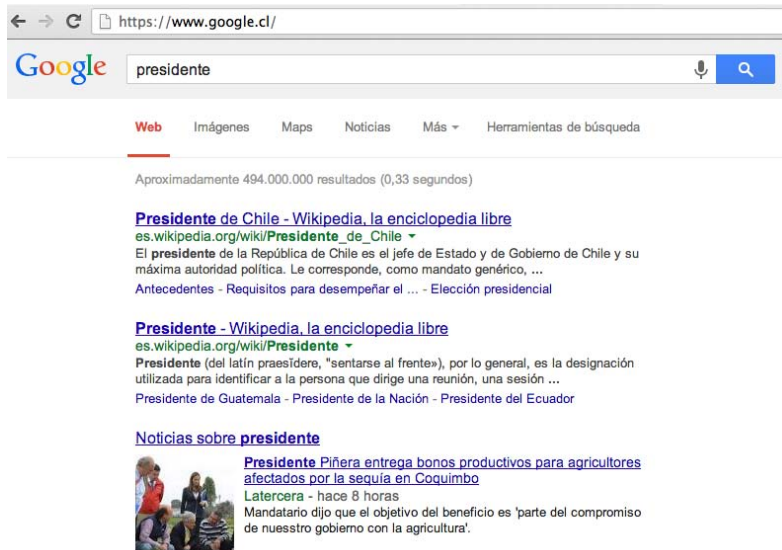 https://www.google.cl/
Google presidente
Web Imágenes Maps Noticias Más Herramientas de búsqueda
Aproximadamente 494.000.000 resultados (0,33 segundos)
Presidente de Chile - Wikipedia, la enciclopedia libre
es.wikipedia.org/wiki/Presidente_de_Chile
El presidente de la República de Chile es el jefe de Estado y de Gobierno de Chile y su
máxima autoridad política. Le corresponde, como mandato genérico, ...
Antecedentes - Requisitos para desempeñar el ... - Elección presidencial
Presidente - Wikipedia, la enciclopedia libre
es.wikipedia.org/wiki/Presidente
Presidente (del latín praesīdere, "sentarse al frente»), por lo general, es la designación
utilizada para identificar a la persona que dirige una reunión, una sesión ...
Presidente de Guatemala - Presidente de la Nación - Presidente del Ecuador
Noticias sobre presidente
Presidente Piñera entrega bonos productivos para agricultores
afectados por la sequía en Coquimbo
Latercera - hace 8 horas
Mandatario dijo que el objetivo del beneficio es 'parte del compromiso
de nuesstro gobierno con la agricultura'.